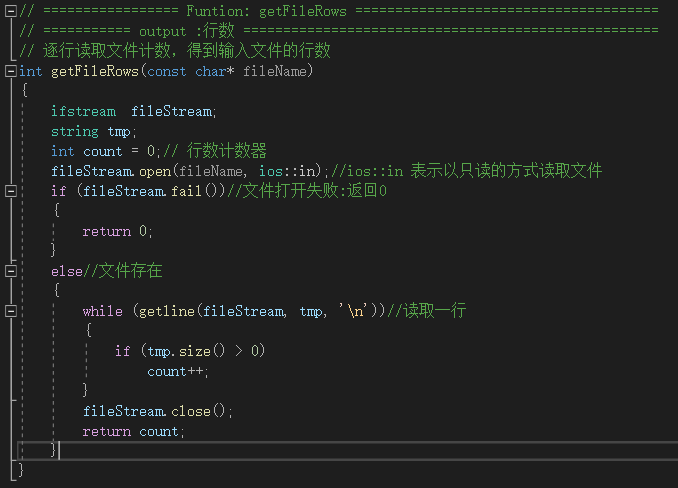 // ================= Funtion: getFileRows ======================================
// =========== output :行数 ===================================================
// 逐行读取文件计数，得到输入文件的行数
int getFileRows(const char* fileName)
{
    ifstream  fileStream;
    string tmp;
    int count = 0;// 行数计数器
    fileStream.open(fileName, ios::in);//ios::in 表示以只读的方式读取文件
    if (fileStream.fail())//文件打开失败:返回0
    {
        return 0;
    }
    else//文件存在
    {
        while (getline(fileStream, tmp, '\n'))//读取一行
        {
            if (tmp.size() > 0)
                count++;
        }
        fileStream.close();
        return count;
    }
}